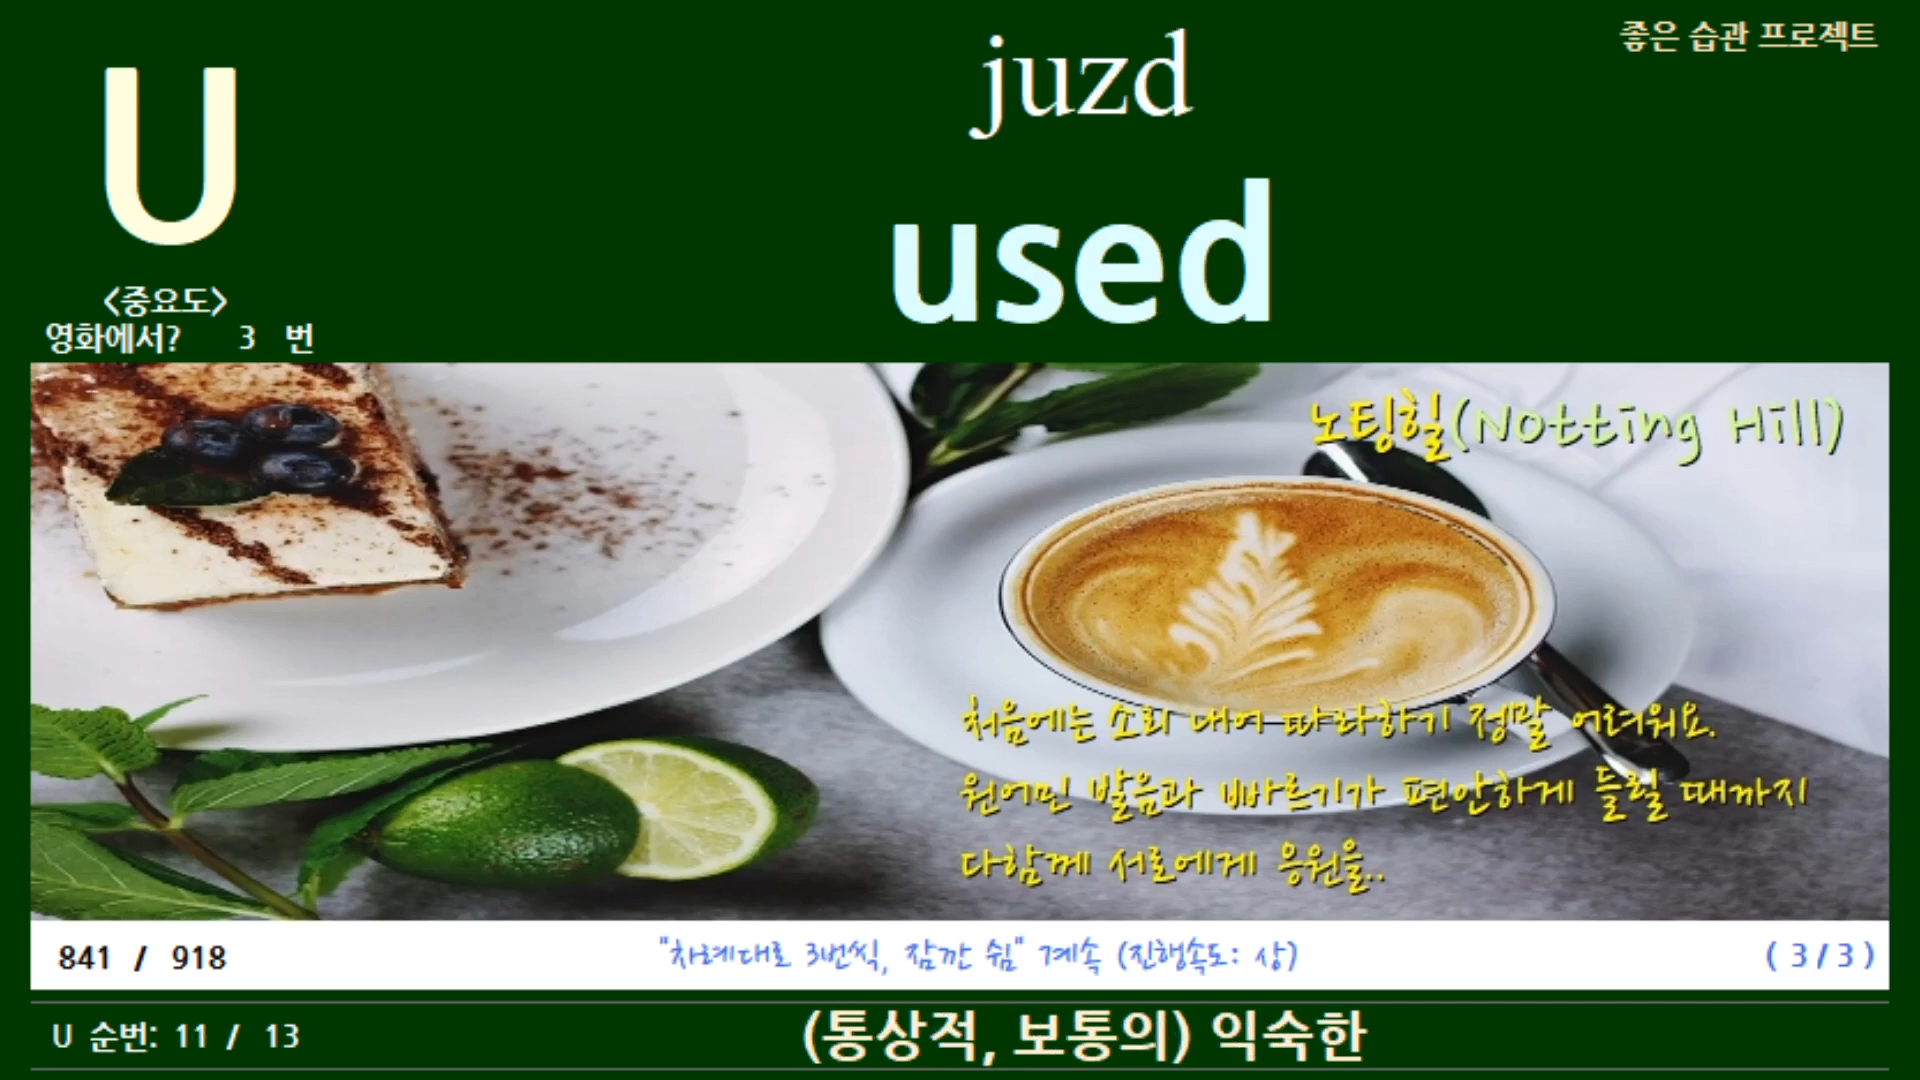 좋은 습관 프로젝트
U
juzd
used
<중요도>
영화에서? 3 번
노팅힐(Notting Hill)
처음에는 소리 내어 따라하기 정말 어려워요.
원어민 발음과 빠르기가 편안하게 들릴 때까지
다함께 서로에게 응원을..
841 / 918
"차례대로 3번씩, 잠깐 쉼" 계속 (진행속도: 상)
( 3 / 3 )
U 순번: 11 / 13
(통상적, 보통의) 익숙한